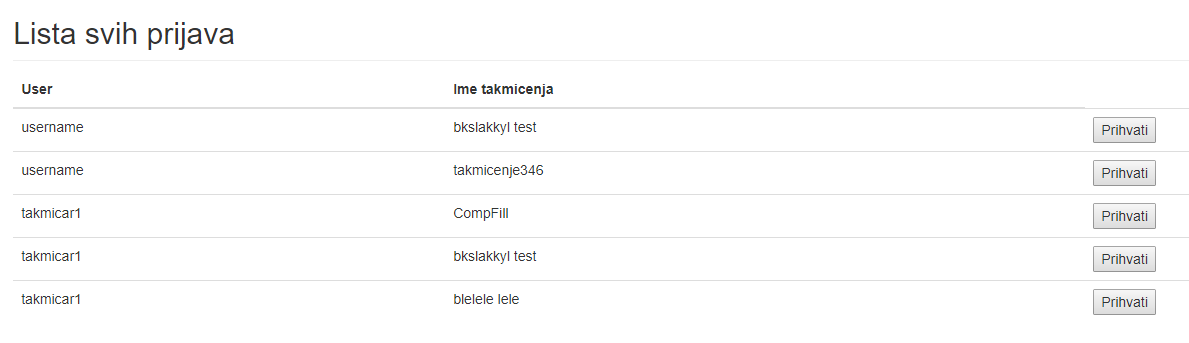 Lista svih prijava
User Ime takmicenja
username bkslakkyl test Prihvati
username takmicenje346 Prihvati
takmicar1 CompFill Prihvati
takmicar1 bkslakkyl test Prihvati
takmicar1 blelele lele Prihvati